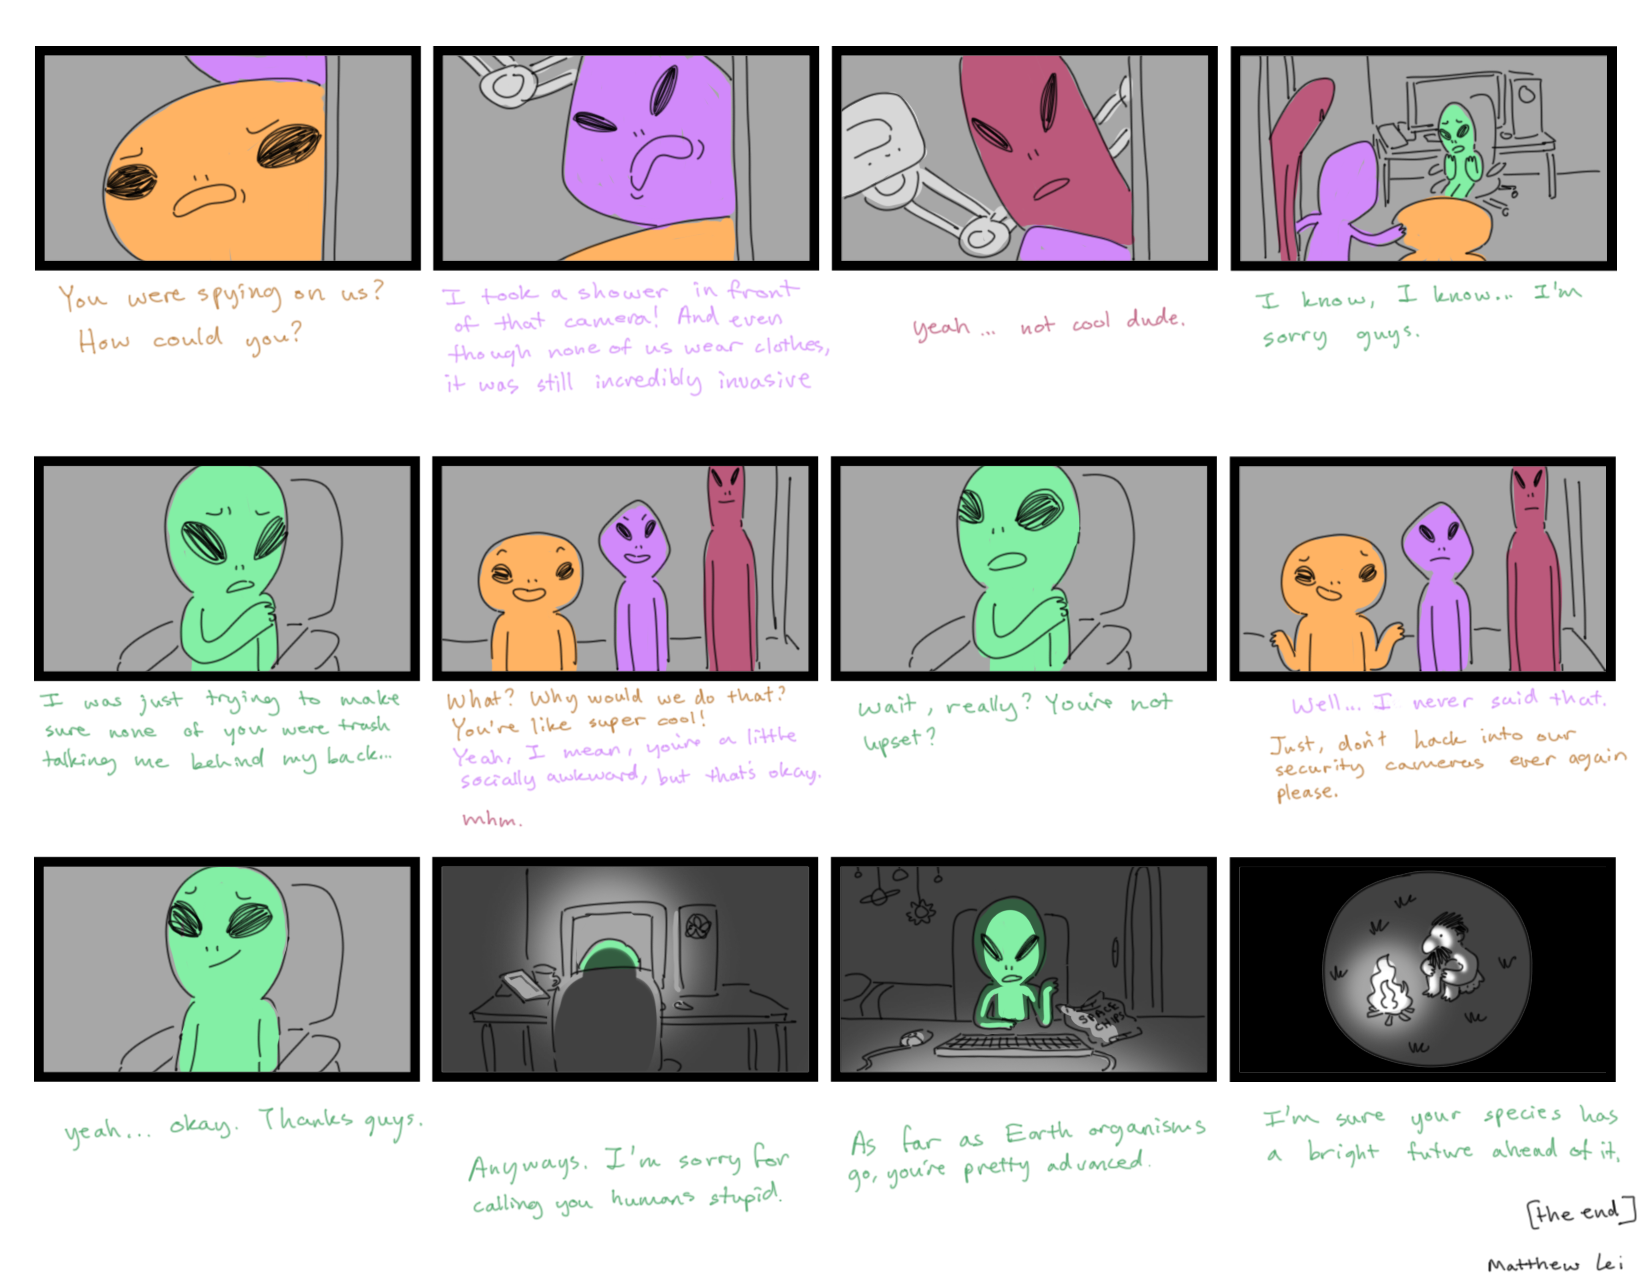 You were spying on us?
How could you?
I took a shower in front
of that camera! And even
though none of us wear clothes,
it was still incredibly invasive
yeah... not cool dude.
I know, I know... I'm
sorry guys.
I was just trying to make
sure none of you were trash
talking me behind my back...
What? Why would we do that?
You're like super cool!
Yeah, I mean, you're a little
socially awkward, but that's okay.
mhm.
wait, really? You're not
upset?
Well... I never said that.
Just, don't hack into our
security cameras ever again
please.
yeah... okay. Thanks guys.
Anyways. I'm sorry for
calling you humans stupid.
SPACE
CHIPS
As far as Earth organisms
go, you're pretty advanced.
I'm sure your species has
a bright future ahead of it.
[the end]
Matthew Lei